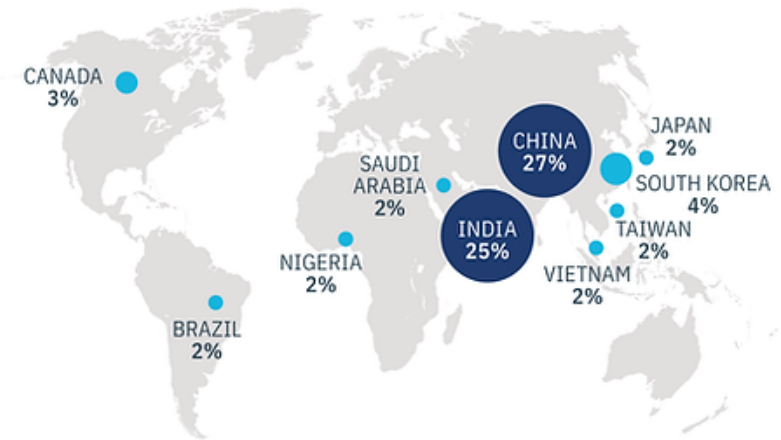 CANADA
3%
CHINA
27%
JAPAN
2%
SAUDI
ARABIA
2%
SOUTH KOREA
4%
INDIA
25%
TAIWAN
2%
NIGERIA
2%
VIETNAM
2%
BRAZIL
2%